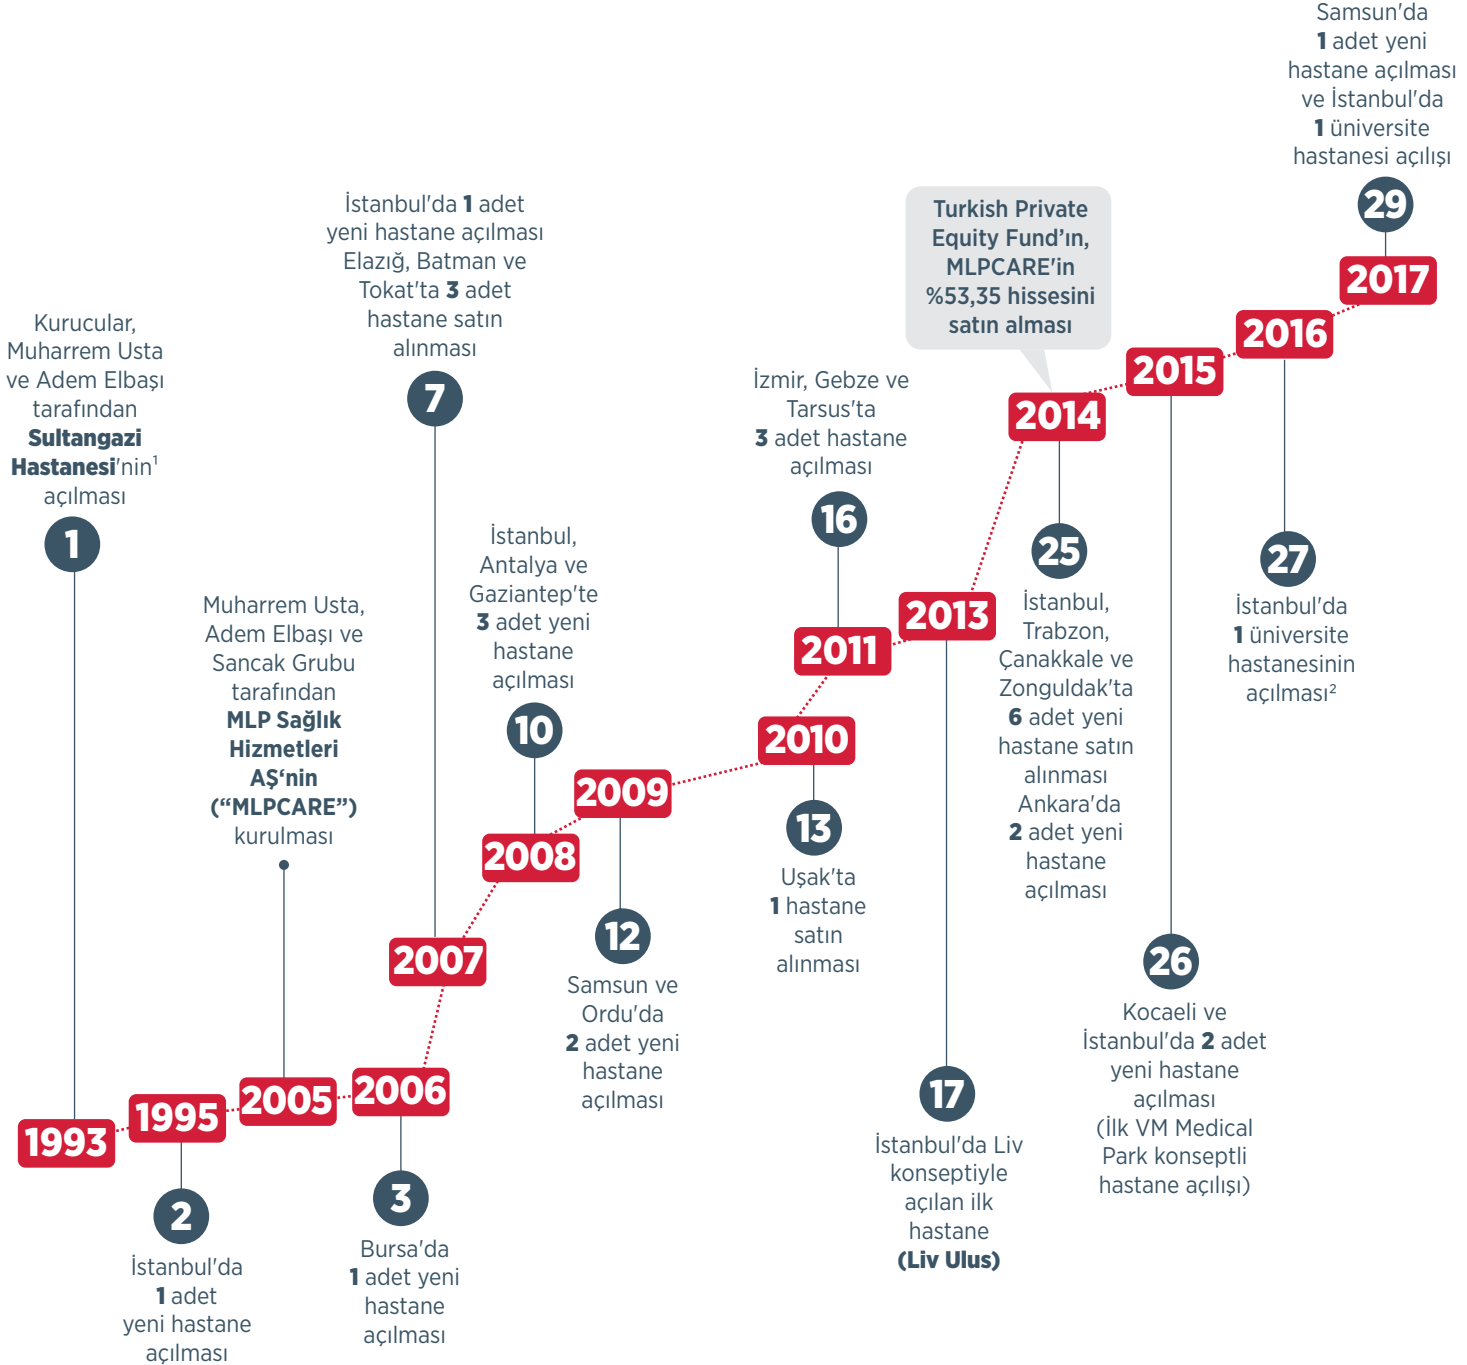 Kurucular,
Muharrem Usta
ve Adem Elbaşı
tarafından
Sultangazi
Hastanesi'nin¹
açılması
1
1993
1995
2
İstanbul'da
1 adet
yeni hastane
açılması
Muharrem Usta,
Adem Elbaşı ve
Sancak Grubu
tarafından
MLP Sağlık
Hizmetleri
AŞ‘nin
(“MLPCARE”)
kurulması
2005
2006
3
Bursa'da
1 adet yeni
hastane
açılması
İstanbul'da 1 adet
yeni hastane açılması
Elazığ, Batman ve
Tokat'ta 3 adet
hastane satın
alınması
7
2007
İstanbul,
Antalya ve
Gaziantep'te
3 adet yeni
hastane
açılması
10
2008
2009
12
Samsun ve
Ordu'da
2 adet yeni
hastane
açılması
2010
13
Uşak'ta
1 hastane
satın
alınması
İzmir, Gebze ve
Tarsus'ta
3 adet hastane
açılması
16
2011
2013
17
İstanbul'da Liv
konseptiyle
açılan ilk
hastane
(Liv Ulus)
Turkish Private
Equity Fund’ın,
MLPCARE'in
%53,35 hissesini
satın alması
2014
25
İstanbul,
Trabzon,
Çanakkale ve
Zonguldak'ta
6 adet yeni
hastane satın
alınması
Ankara'da
2 adet yeni
hastane
açılması
2015
26
Kocaeli ve
İstanbul'da 2 adet
yeni hastane
açılması
(İlk VM Medical
Park konseptli
hastane açılışı)
2016
27
İstanbul'da
1 üniversite
hastanesinin
açılması²
Samsun'da
1 adet yeni
hastane açılması
ve İstanbul'da
1 üniversite
hastanesi açılışı
29
2017